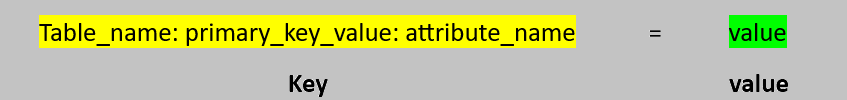 Table_name: primary_key_value: attribute_name = value
Key value